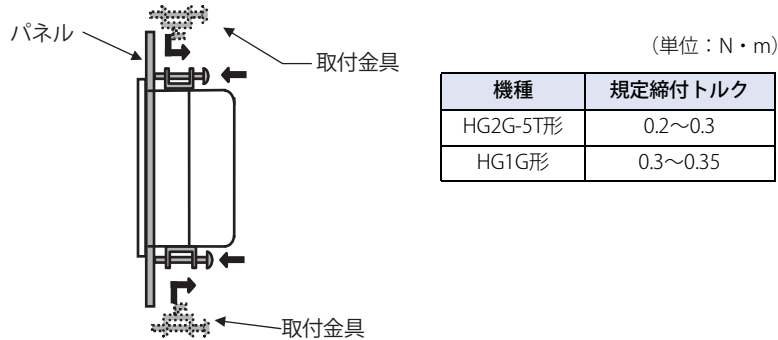 パネル
取付金具
(単位：N・m)
機種 規定締付トルク
HG2G-5T形 0.2～0.3
HG1G形 0.3～0.35
取付金具